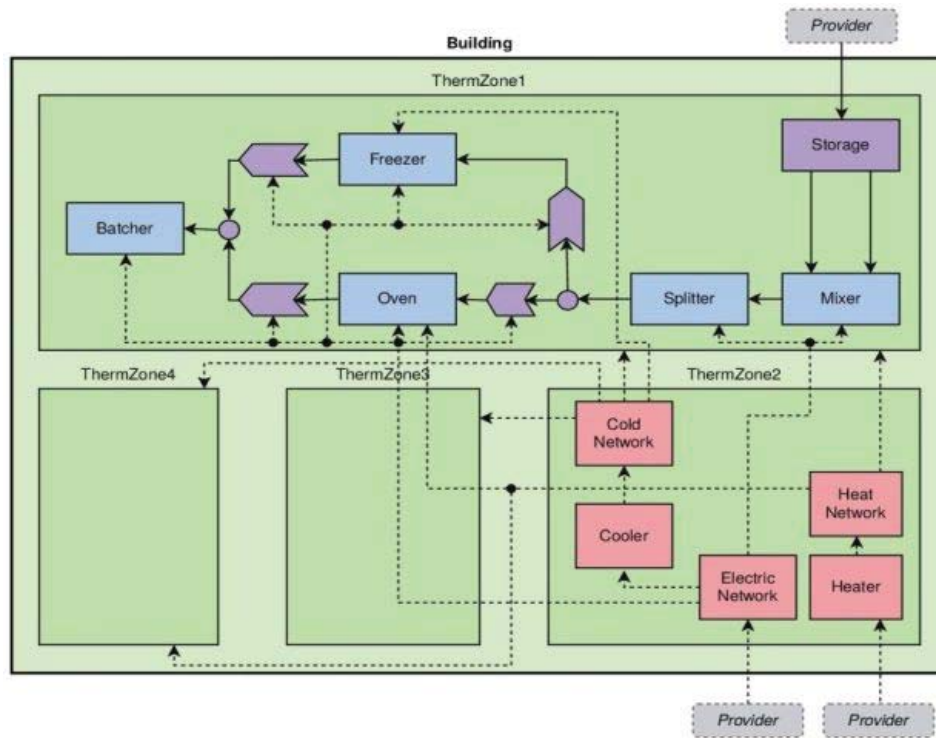 Provider
Building
ThermZone1
Storage
Freezer
Batcher
Oven
Splitter
Mixer
ThermZone4
ThermZone3
ThermZone2
Cold
Network
Heat
Network
Cooler
Electric
Network
Heater
Provider
Provider